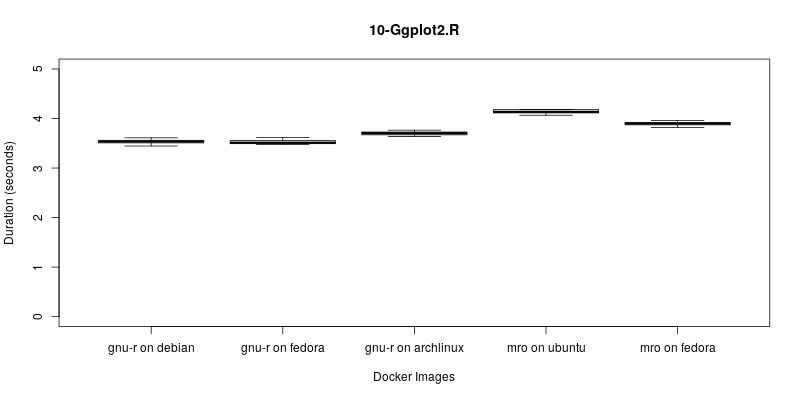 10-Ggplot2.R
Duration (seconds)
5
4
3
2
1
0
gnu-r on debian
gnu-r on fedora
gnu-r on archlinux
mro on ubuntu
mro on fedora
Docker Images